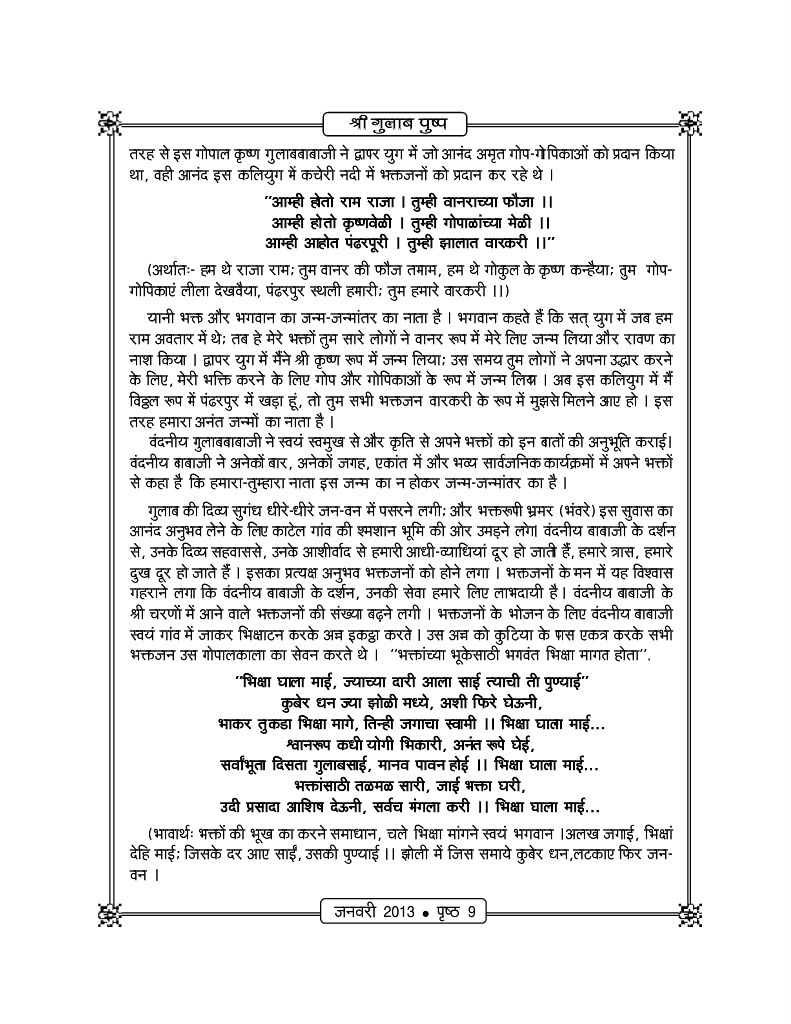 श्री गुलाब पुष्प
तरह से इस गोपाल कृष्ण गुलाबबाबाजी ने द्वापर युग में जो आनंद अमृत गोप-गोपिकाओं को प्रदान किया
था, वही आनंद इस कलियुग में कचेरी नदी में भक्तजनों को प्रदान कर रहे थे ।
"आम्ही होतो राम राजा । तुम्ही वानराच्या फौजा ।।
आम्ही होतो कृष्णवेळी । तुम्ही गोपाळांच्या मेळी ।।
आम्ही आहोत पंढरपूरी । तुम्ही झालात वारकरी ।।"
(अर्थातः- हम थे राजा राम; तुम वानर की फौज तमाम, हम थे गोकुल के कृष्ण कन्हैया; तुम गोप-
गोपिकाएं लीला देखवैया, पंढरपुर स्थली हमारी; तुम हमारे वारकरी ।।)
यानी भक्त और भगवान का जन्म-जन्मांतर का नाता है । भगवान कहते हैं कि सत् युग में जब हम
राम अवतार में थे; तब हे मेरे भक्तों तुम सारे लोगों ने वानर रूप में मेरे लिए जन्म लिया और रावण का
नाश किया । द्वापर युग में मैंने श्री कृष्ण रूप में जन्म लिया; उस समय तुम लोगों ने अपना उद्धार करने
के लिए, मेरी भक्ति करने के लिए गोप और गोपिकाओं के रूप में जन्म लिया । अब इस कलियुग में मैं
विठ्ठल रूप में पंढरपुर में खड़ा हूं, तो तुम सभी भक्तजन वारकरी के रूप में मुझसे मिलने आए हो । इस
तरह हमारा अनंत जन्मों का नाता है ।
वंदनीय गुलाबबाबाजी ने स्वयं स्वमुख से और कृति से अपने भक्तों को इन बातों की अनुभूति कराई।
वंदनीय बाबाजी ने अनेकों बार, अनेकों जगह, एकांत में और भव्य सार्वजनिक कार्यक्रमों में अपने भक्तों
से कहा है कि हमारा-तुम्हारा नाता इस जन्म का न होकर जन्म-जन्मांतर का है ।
गुलाब की दिव्य सुगंध धीरे-धीरे जन-वन में पसरने लगी; और भक्तरूपी भ्रमर (भंवरे) इस सुवास का
आनंद अनुभव लेने के लिए काटेल गांव की श्मशान भूमि की ओर उमड़ने लगे। वंदनीय बाबाजी के दर्शन
से, उनके दिव्य सहवाससे, उनके आशीर्वाद से हमारी आधी-व्याधियां दूर हो जाती हैं, हमारे त्रास, हमारे
दुख दूर हो जाते हैं । इसका प्रत्यक्ष अनुभव भक्तजनों को होने लगा । भक्तजनों के मन में यह विश्वास
गहराने लगा कि वंदनीय बाबाजी के दर्शन, उनकी सेवा हमारे लिए लाभदायी है । वंदनीय बाबाजी के
श्री चरणों में आने वाले भक्तजनों की संख्या बढ़ने लगी । भक्तजनों के भोजन के लिए वंदनीय बाबाजी
स्वयं गांव में जाकर भिक्षाटन करके अन्न इकट्ठा करते । उस अन्न को कुटिया के पास एकत्र करके सभी
भक्तजन उस गोपालकाला का सेवन करते थे । "भक्तांच्या भूकेसाठी भगवंत भिक्षा मागत होता".
"भिक्षा घाला माई, ज्याच्या दारी आला साई त्याची ती पुण्याई"
कुबेर धन ज्या झोळी मध्ये, अशी फिरे घेऊनी,
भाकर तुकडा भिक्षा मागे, तिन्ही जगाचा स्वामी ।। भिक्षा घाला माई...
श्वानरूप कधी योगी भिकारी, अनंत रूपे घेई,
सर्वांभूता दिसता गुलाबसाई, मानव पावन होई ।। भिक्षा घाला माई...
भक्तांसाठी तळमळ सारी, जाई भक्ता घरी,
उदी प्रसादा आशिष देऊनी, सर्वच मंगला करी ।। भिक्षा घाला माई...
(भावार्थः भक्तों की भूख का करने समाधान, चले भिक्षा मांगने स्वयं भगवान ।अलख जगाई, भिक्षां
देहि माई; जिसके दर आए साईं, उसकी पुण्याई ।। झोली में जिस समाये कुबेर धन,लटकाए फिर जन-
वन ।
जनवरी 2013 ● पृष्ठ 9